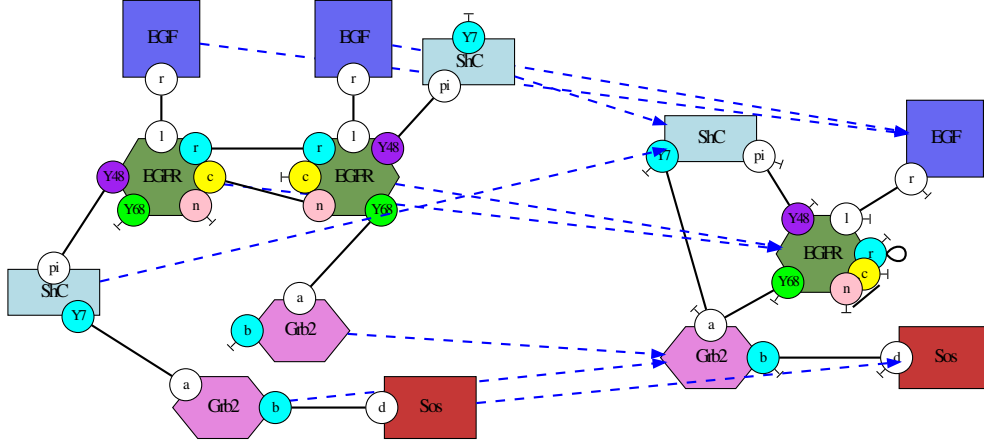 EGF
EGF
Y7
ShC
r
r
pi
l
r
r
l
Y48
Y48
EGFR
c
c
EGFR
Y68
n
n
Y68
pi
ShC
Y7
a
b
Grb2
a
Grb2
b
d
Sos
ShC
Y7
pi
EGF
r
Y48
l
EGFR
r
c
Y68
n
a
Grb2
b
d
Sos